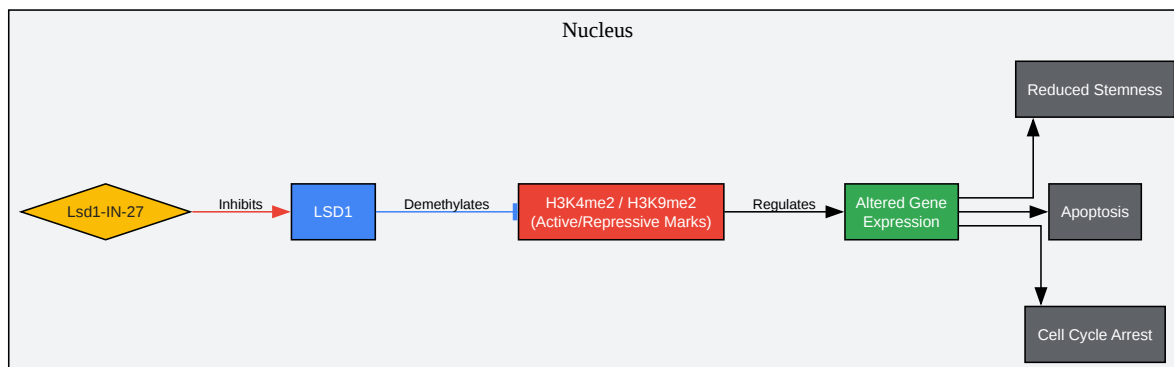 Nucleus
Reduced Stemness
Lsd1-IN-27
Inhibits
LSD1
Demethylates
H3K4me2 / H3K9me2
(Active/Repressive Marks)
Regulates
Altered Gene
Expression
Apoptosis
Cell Cycle Arrest